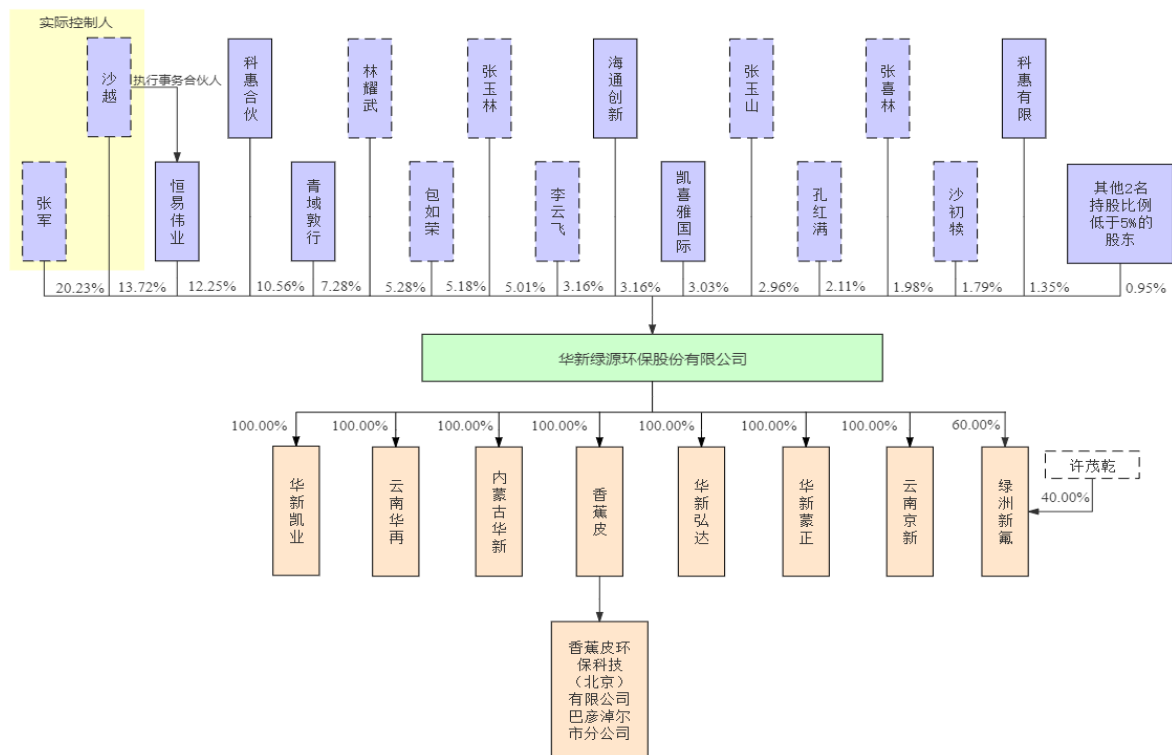 实际控制人
沙越
执行事务合伙人
科惠合伙
林耀武
张玉林
海通创新
张玉山
张喜林
科惠有限
张军
恒易伟业
青域敦行
包如荣
李云飞
凯喜雅国际
孔红满
沙初犊
其他2名
持股比例
低于5%的
股东
20.23%
13.72%
12.25%
10.56%
7.28%
5.28%
5.18%
5.01%
3.16%
3.16%
3.03%
2.96%
2.11%
1.98%
1.79%
1.35%
0.95%
华新绿源环保股份有限公司
100.00%
100.00%
100.00%
100.00%
100.00%
100.00%
100.00%
60.00%
华新凯业
云南华再
内蒙古华新
香蕉皮
华新弘达
华新蒙正
云南京新
绿洲新氟
许茂乾
40.00%
香蕉皮环
保科技
（北京）
有限公司
巴彦淖尔
市分公司